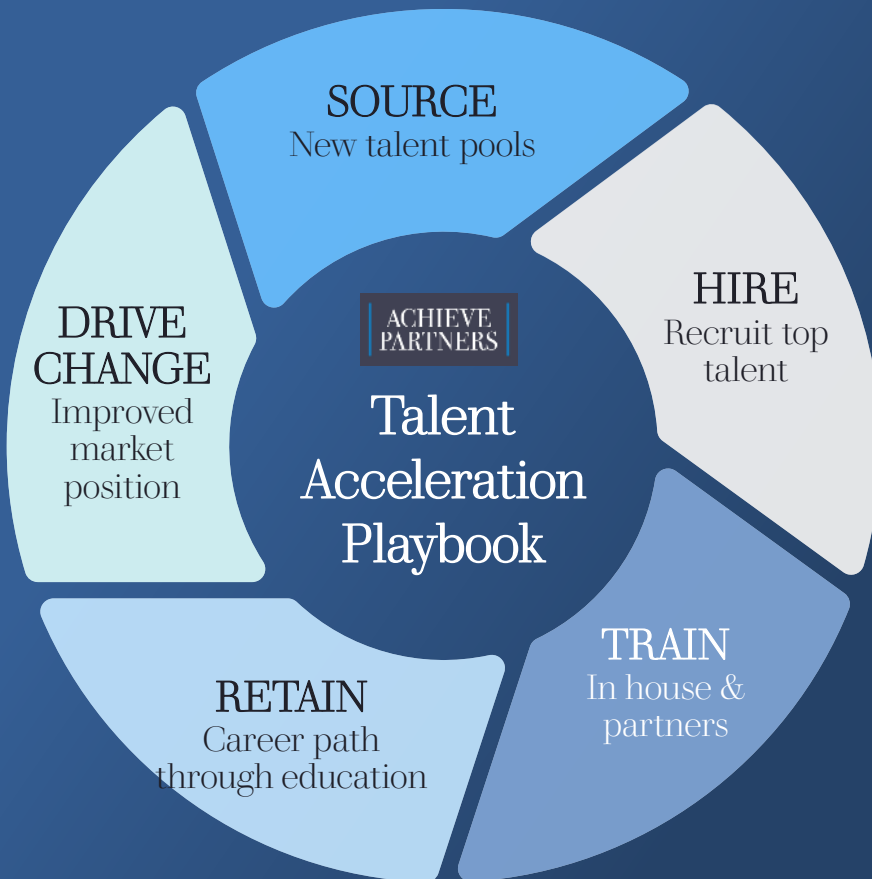 SOURCE
New talent pools
HIRE
Recruit top
talent
TRAIN
In house &
partners
RETAIN
Career path
through education
DRIVE
CHANGE
Improved
market
position
ACHIEVE
PARTNERS
Talent
Acceleration
Playbook